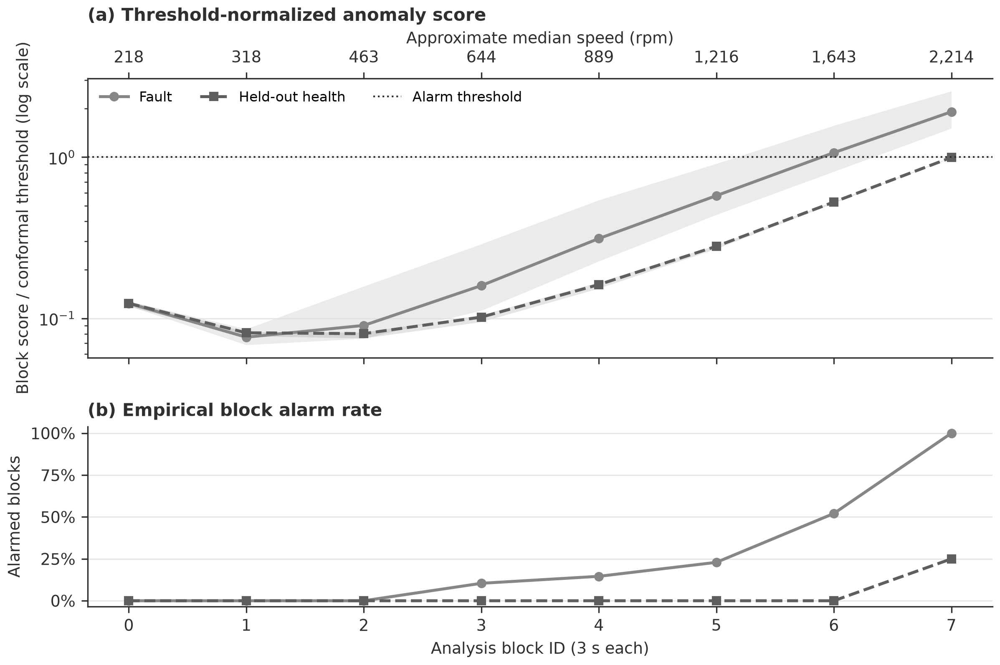 (a) Threshold-normalized anomaly score
Approximate median speed (rpm)
218 318 463 644 889 1,216 1,643 2,214
Block score / conformal threshold (log scale)
Fault Held-out health Alarm threshold
10⁰
10⁻¹
(b) Empirical block alarm rate
Alarmed blocks
100%
75%
50%
25%
0%
0 1 2 3 4 5 6 7
Analysis block ID (3 s each)